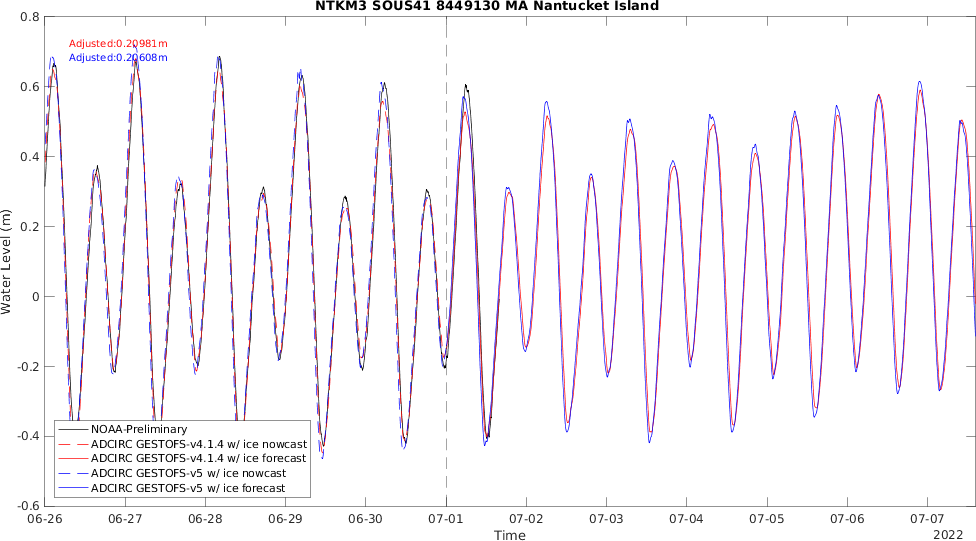 NTKM3 SOUS41 8449130 MA Nantucket Island
0.8
Adjusted:0.20981m
Adjusted:0.20608m
0.6
0.4
0.2
0
-0.2
-0.4
-0.6
Water Level (m)
NOAA-Preliminary
ADCIRC GESTOFS-v4.1.4 w/ ice nowcast
ADCIRC GESTOFS-v4.1.4 w/ ice forecast
ADCIRC GESTOFS-v5 w/ ice nowcast
ADCIRC GESTOFS-v5 w/ ice forecast
06-26 06-27 06-28 06-29 06-30 07-01 07-02 07-03 07-04 07-05 07-06 07-07
Time
2022